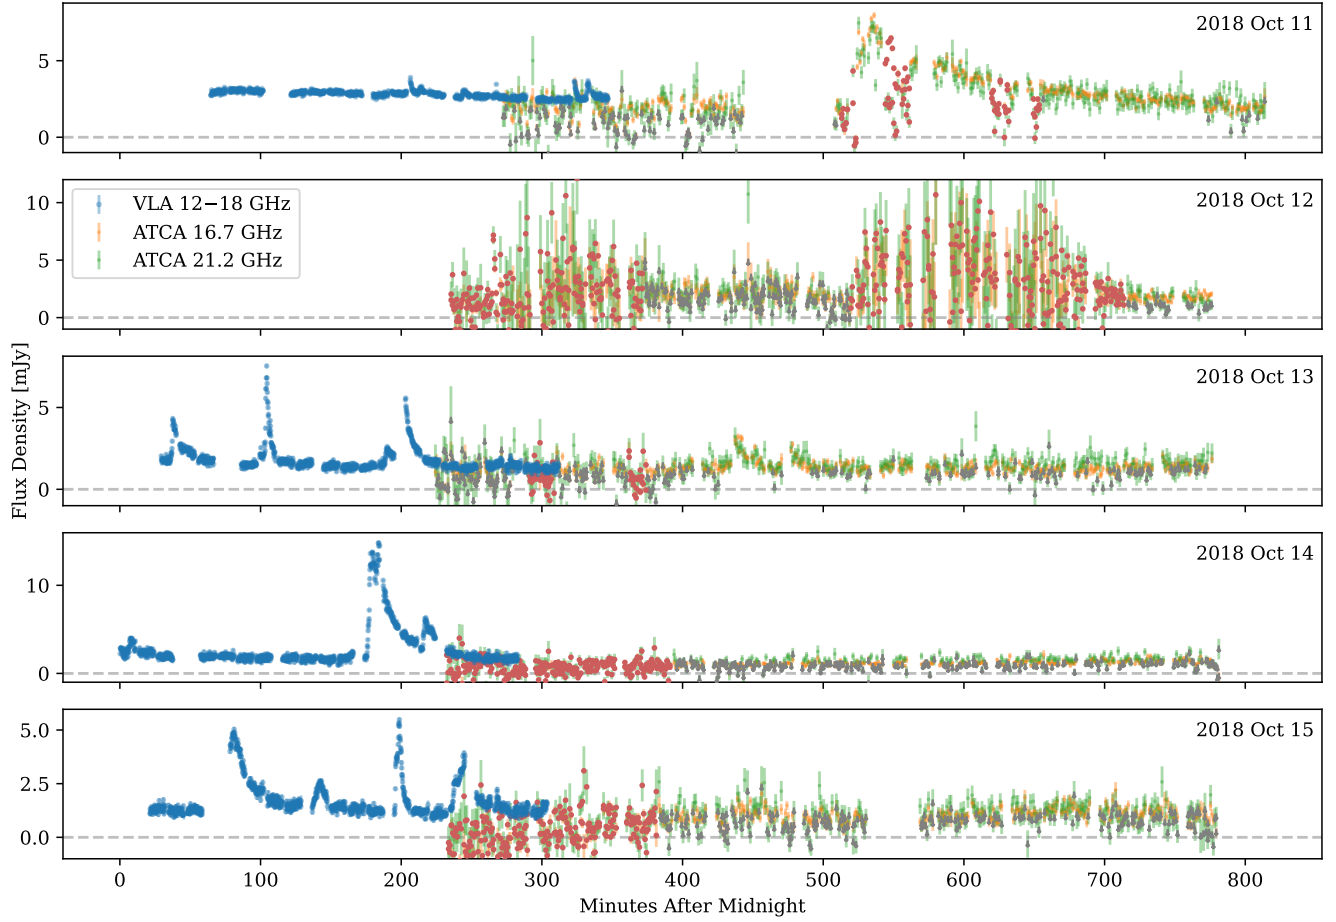 2018 Oct 11
5
0
2018 Oct 12
VLA 12−18 GHz
ATCA 16.7 GHz
ATCA 21.2 GHz
10
5
0
2018 Oct 13
5
0
Flux Density [mJy]
2018 Oct 14
10
0
2018 Oct 15
5.0
2.5
0.0
0 100 200 300 400 500 600 700 800
Minutes After Midnight